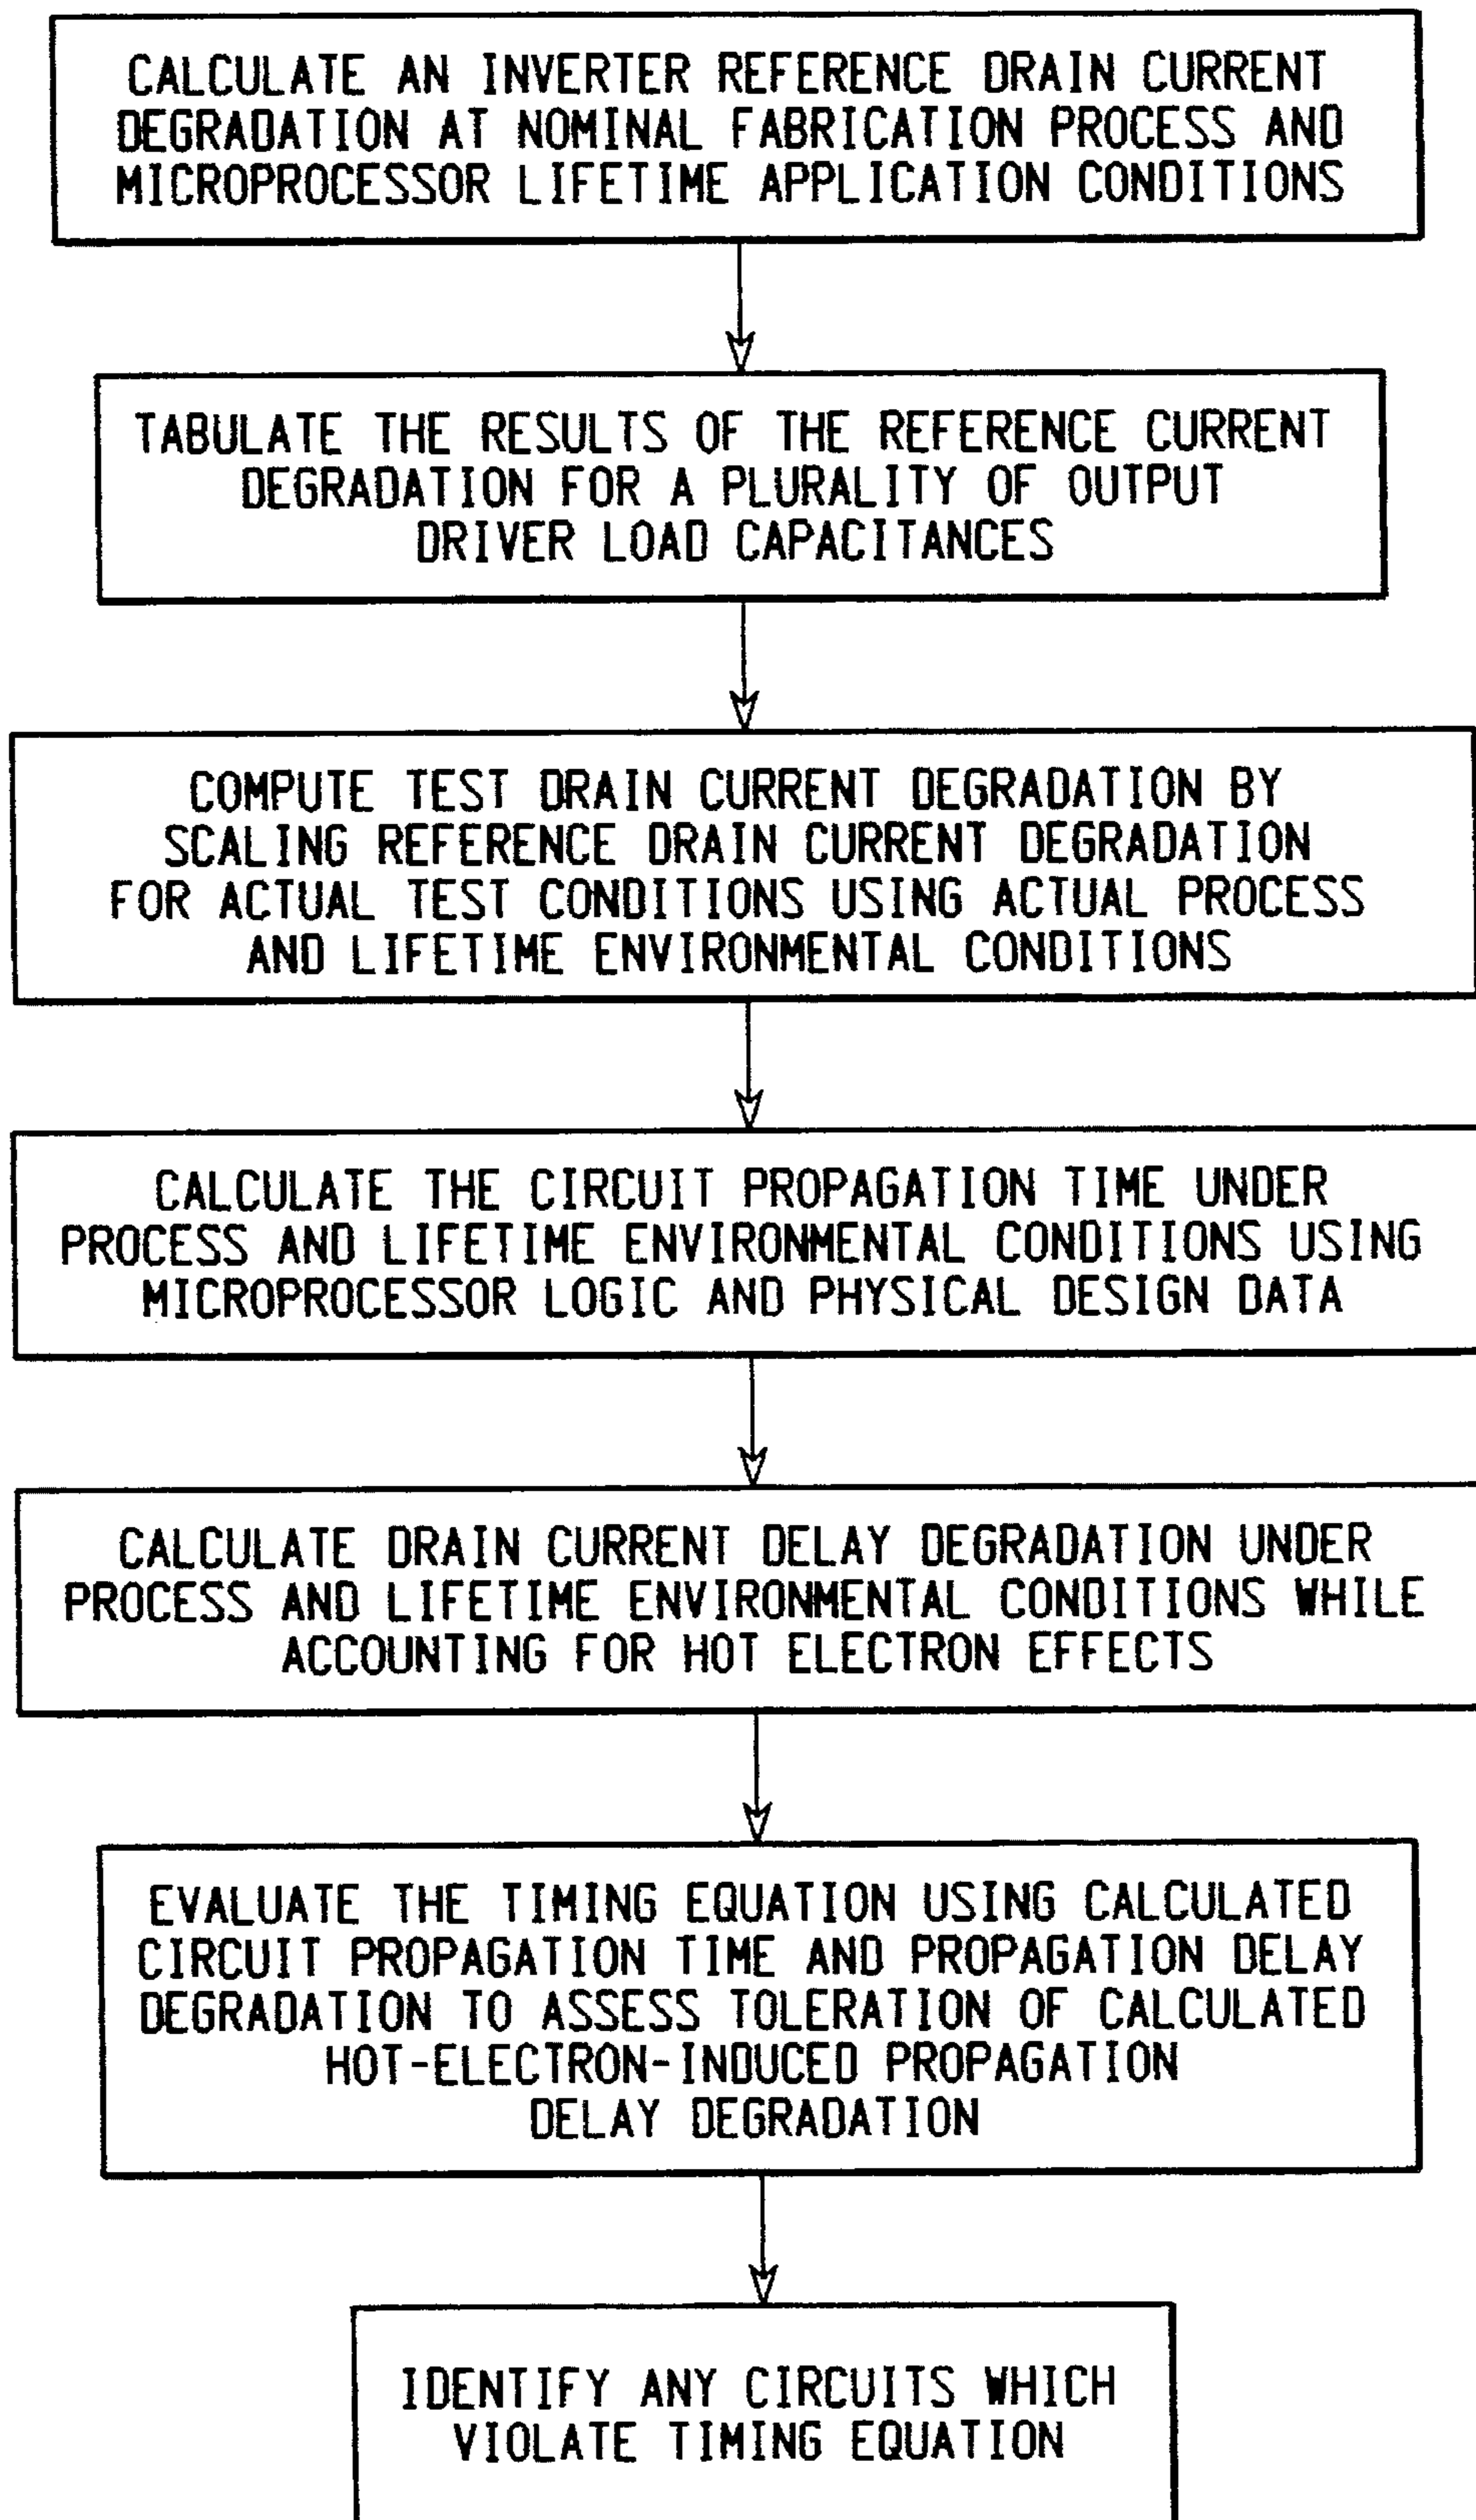 CALCULATE AN INVERTER REFERENCE DRAIN CURRENT
DEGRADATION AT NOMINAL FABRICATION PROCESS AND
MICROPROCESSOR LIFETIME APPLICATION CONDITIONS
TABULATE THE RESULTS OF THE REFERENCE CURRENT
DEGRADATION FOR A PLURALITY OF OUTPUT
DRIVER LOAD CAPACITANCES
COMPUTE TEST DRAIN CURRENT DEGRADATION BY
SCALING REFERENCE DRAIN CURRENT DEGRADATION
FOR ACTUAL TEST CONDITIONS USING ACTUAL PROCESS
AND LIFETIME ENVIRONMENTAL CONDITIONS
CALCULATE THE CIRCUIT PROPAGATION TIME UNDER
PROCESS AND LIFETIME ENVIRONMENTAL CONDITIONS USING
MICROPROCESSOR LOGIC AND PHYSICAL DESIGN DATA
CALCULATE DRAIN CURRENT DELAY DEGRADATION UNDER
PROCESS AND LIFETIME ENVIRONMENTAL CONDITIONS WHILE
ACCOUNTING FOR HOT ELECTRON EFFECTS
EVALUATE THE TIMING EQUATION USING CALCULATED
CIRCUIT PROPAGATION TIME AND PROPAGATION DELAY
DEGRADATION TO ASSESS TOLERATION OF CALCULATED
HOT-ELECTRON-INDUCED PROPAGATION
DELAY DEGRADATION
IDENTIFY ANY CIRCUITS WHICH
VIOLATE TIMING EQUATION